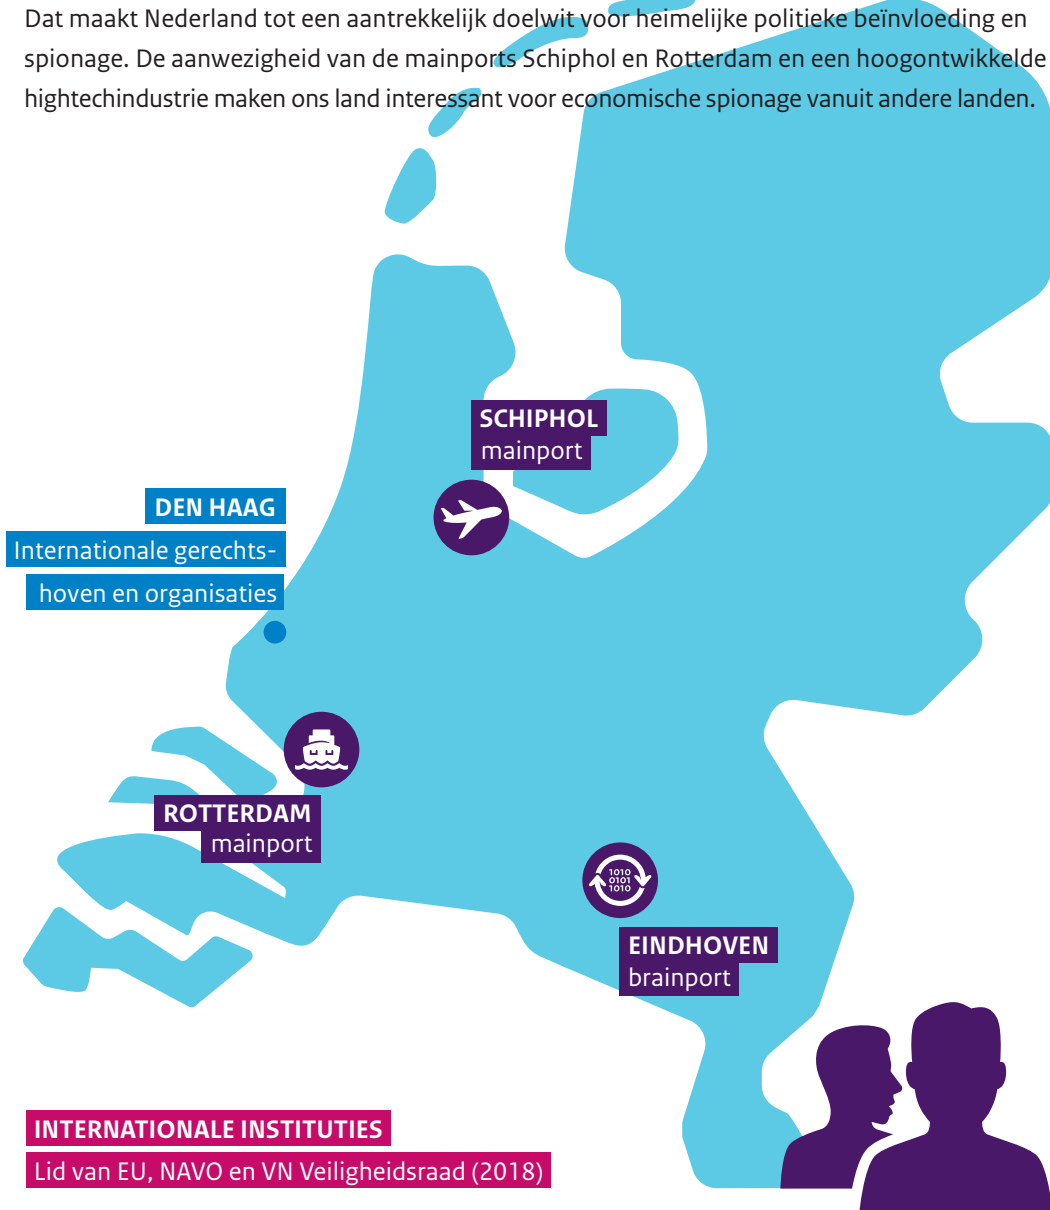 Dat maakt Nederland tot een aantrekkelijk doelwit voor heimelijke politieke beïnvloeding en
spionage. De aanwezigheid van de mainports Schiphol en Rotterdam en een hoogontwikkelde
hightechindustrie maken ons land interessant voor economische spionage vanuit andere landen.
SCHIPHOL
mainport
DEN HAAG
Internationale gerechts-
hoven en organisaties
ROTTERDAM
mainport
1010
0101
1010
EINDHOVEN
brainport
INTERNATIONALE INSTITUTIES
Lid van EU, NAVO en VN Veiligheidsraad (2018)